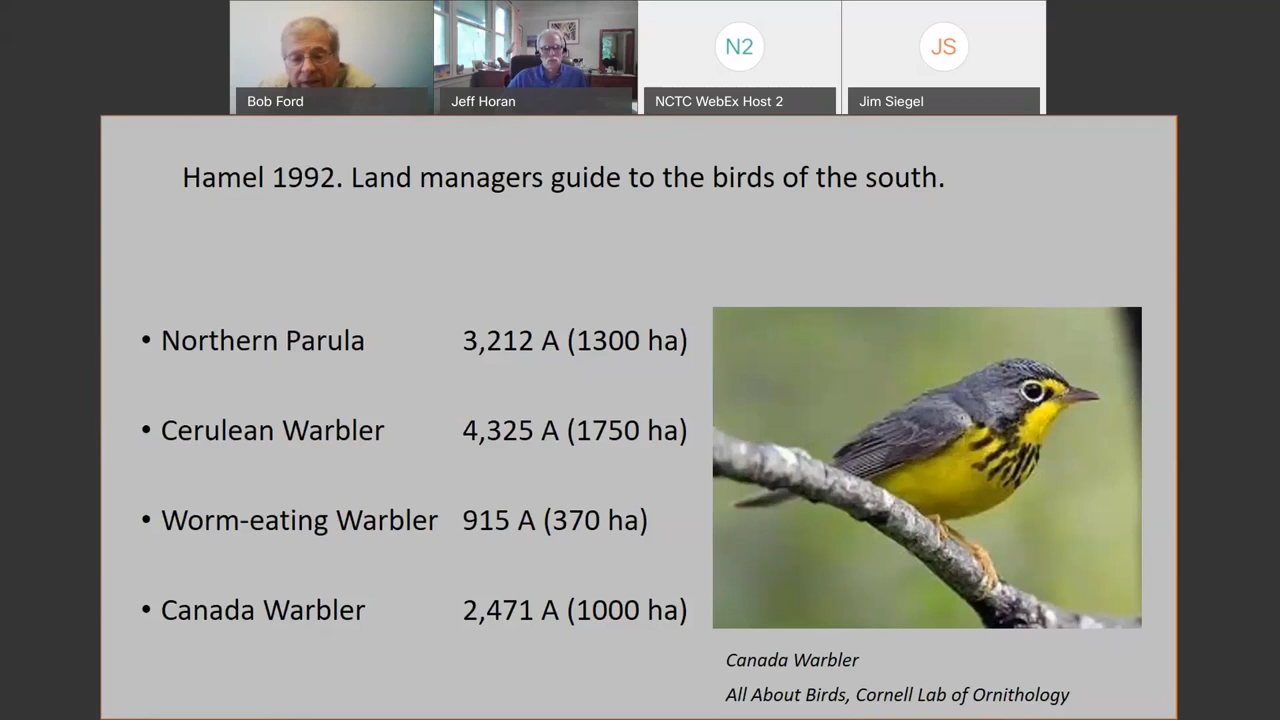 Bob Ford
Jeff Horan
N2
NCTC WebEx Host 2
JS
Jim Siegel
Hamel 1992. Land managers guide to the birds of the south.
• Northern Parula 3,212 A (1300 ha)
• Cerulean Warbler 4,325 A (1750 ha)
• Worm-eating Warbler 915 A (370 ha)
• Canada Warbler 2,471 A (1000 ha)
Canada Warbler
All About Birds, Cornell Lab of Ornithology